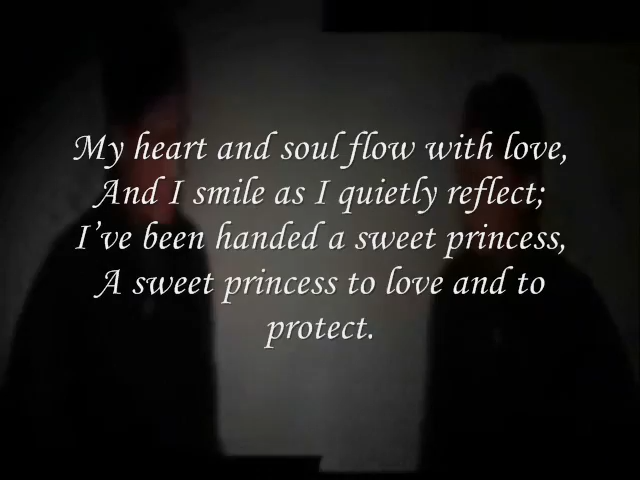 My heart and soul flow with love,
And I smile as I quietly reflect;
I’ve been handed a sweet princess,
A sweet princess to love and to
protect.